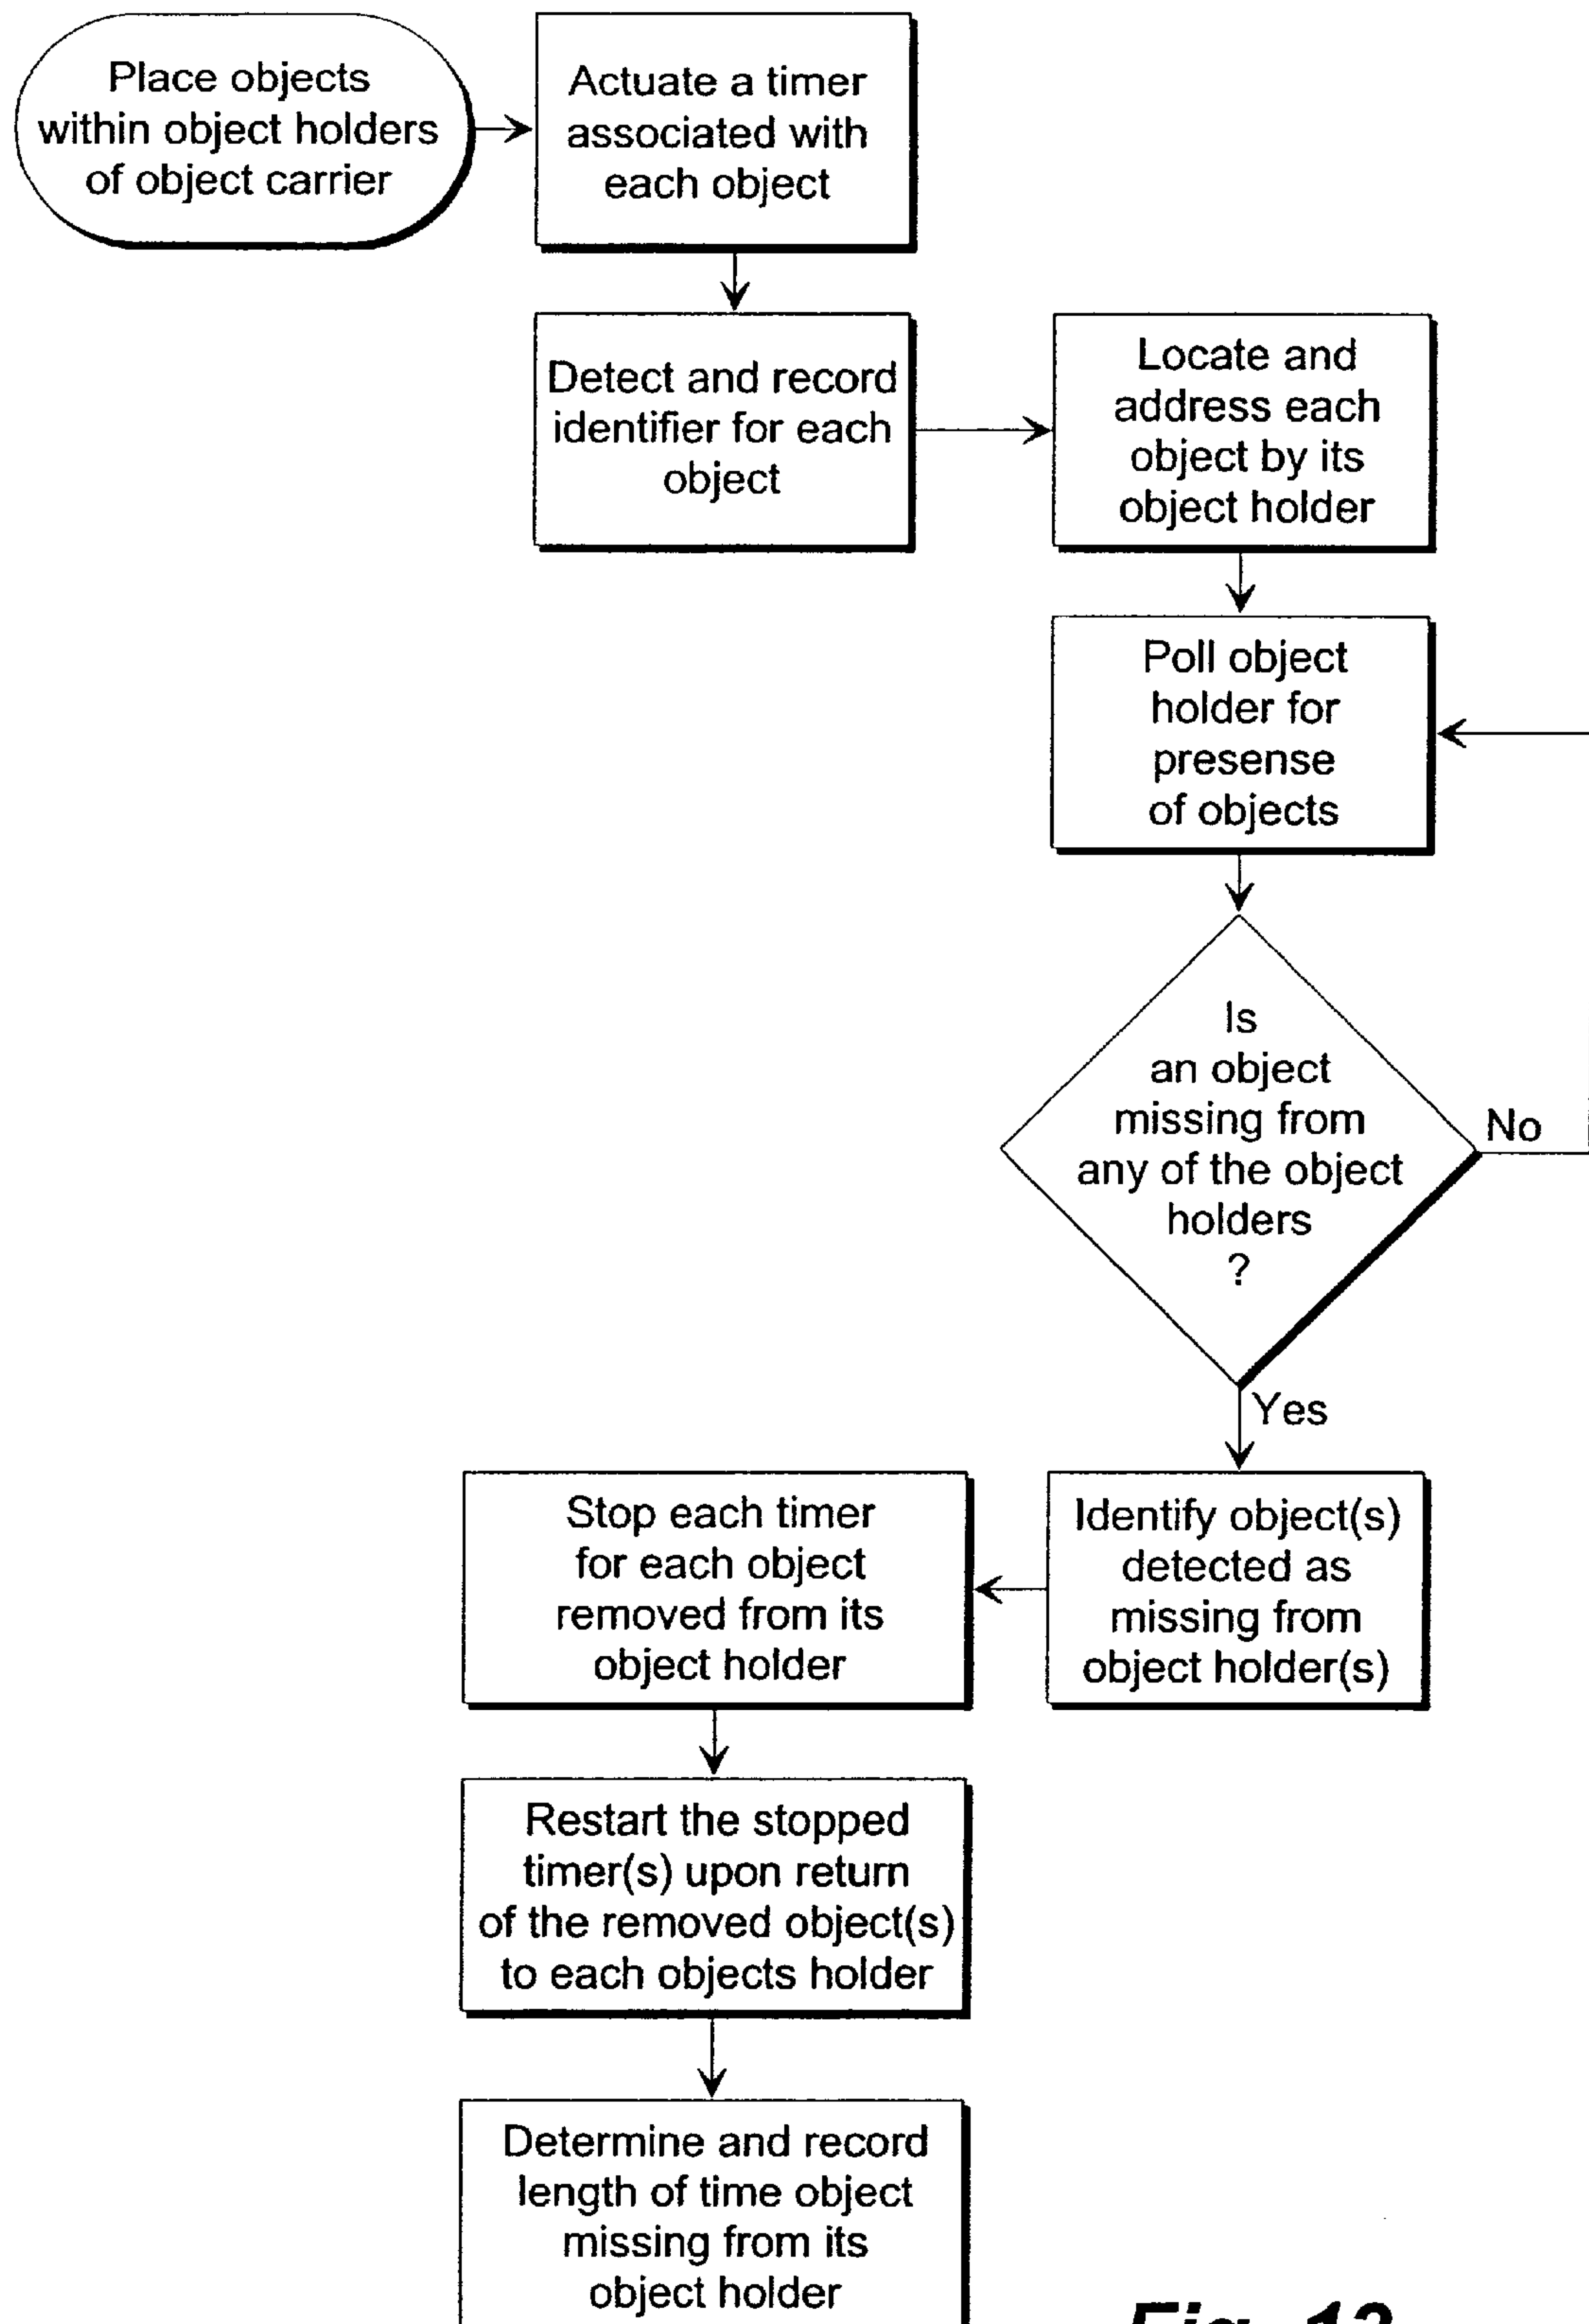 Place objects
within object holders
of object carrier
Actuate a timer
associated with
each object
Detect and record
identifier for each
object
Locate and
address each
object by its
object holder
Poll object
holder for
presense
of objects
Is
an object
missing from
any of the object
holders
?
No
Yes
Identify object(s)
detected as
missing from
object holder(s)
Stop each timer
for each object
removed from its
object holder
Restart the stopped
timer(s) upon return
of the removed object(s)
to each objects holder
Determine and record
length of time object
missing from its
object holder
Fig.